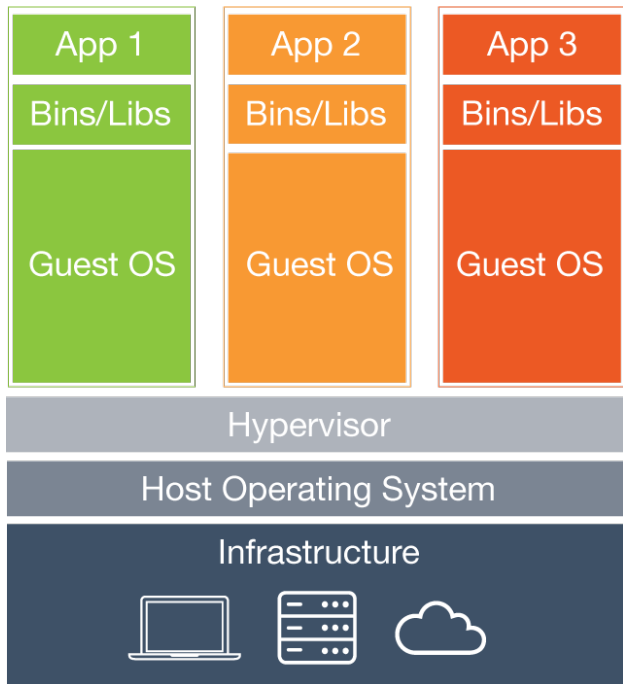 App 1
App 2
App 3
Bins/Libs
Bins/Libs
Bins/Libs
Guest OS
Guest OS
Guest OS
Hypervisor
Host Operating System
Infrastructure